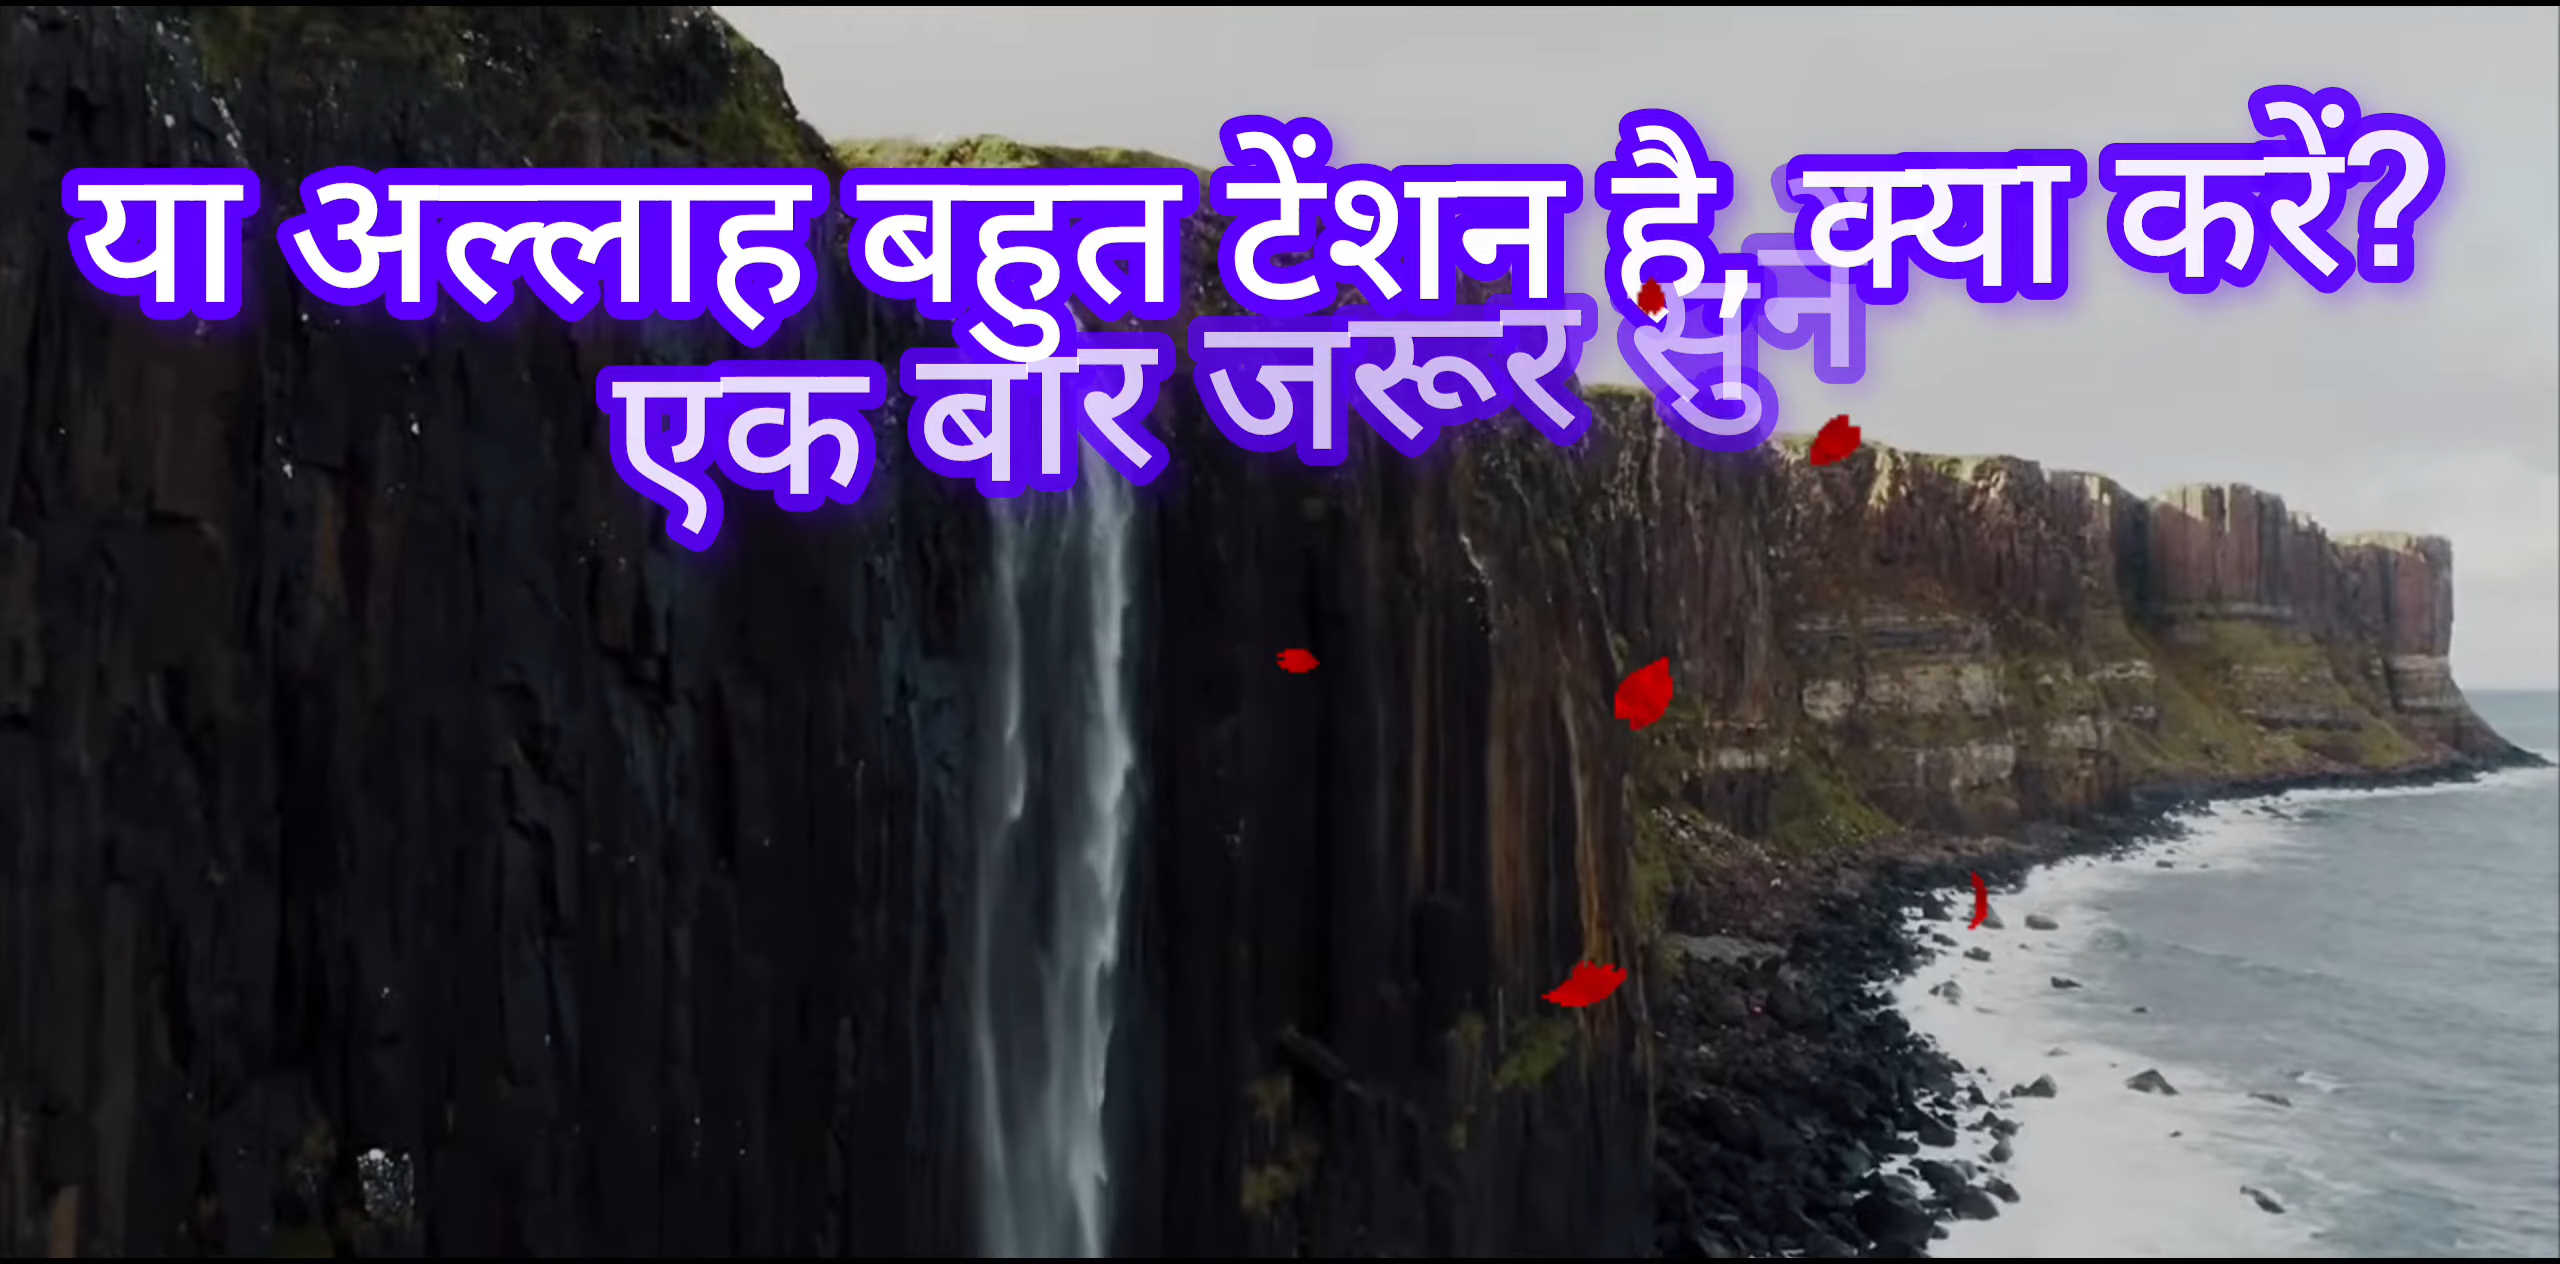 या अल्लाह बहुत टेंशन है, क्या करें?
एक बार जरूर सुने